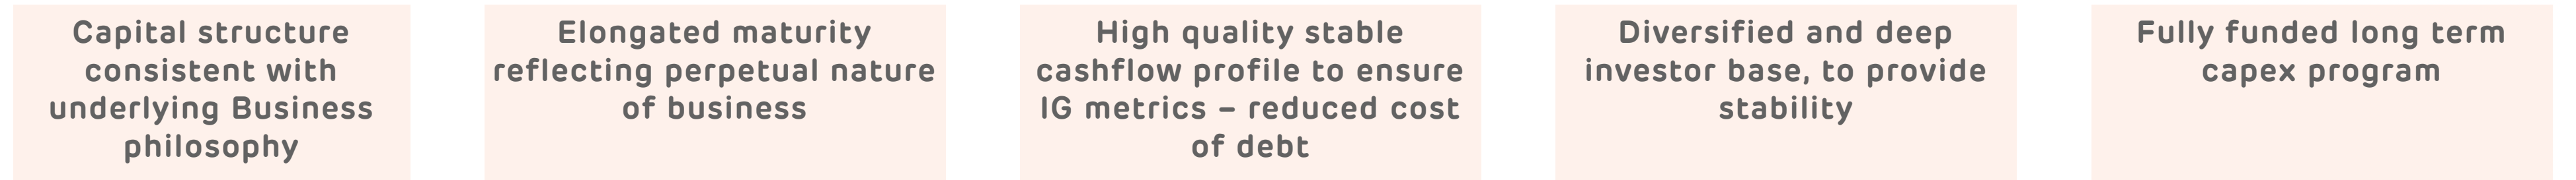 Capital structure
consistent with
underlying Business
philosophy
Elongated maturity
reflecting perpetual nature
of business
High quality stable
cashflow profile to ensure
IG metrics – reduced cost
of debt
Diversified and deep
investor base, to provide
stability
Fully funded long term
capex program